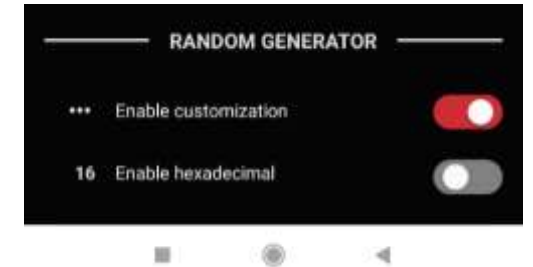 RANDOM GENERATOR
••• Enable customization
16 Enable hexadecimal